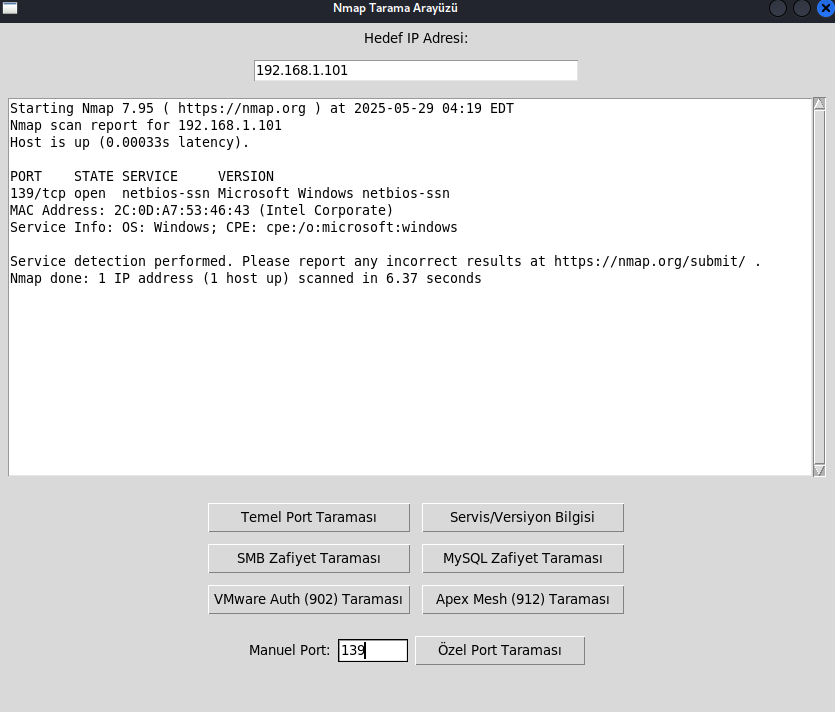 Nmap Tarama Arayüzü
Hedef IP Adresi:
192.168.1.101
Starting Nmap 7.95 ( https://nmap.org ) at 2025-05-29 04:19 EDT
Nmap scan report for 192.168.1.101
Host is up (0.00033s latency).
PORT    STATE SERVICE     VERSION
139/tcp open  netbios-ssn Microsoft Windows netbios-ssn
MAC Address: 2C:0D:A7:53:46:43 (Intel Corporate)
Service Info: OS: Windows; CPE: cpe:/o:microsoft:windows
Service detection performed. Please report any incorrect results at https://nmap.org/submit/ .
Nmap done: 1 IP address (1 host up) scanned in 6.37 seconds
Temel Port Taraması
Servis/Versiyon Bilgisi
SMB Zafiyet Taraması
MySQL Zafiyet Taraması
VMware Auth (902) Taraması
Apex Mesh (912) Taraması
Manuel Port: 139
Özel Port Taraması